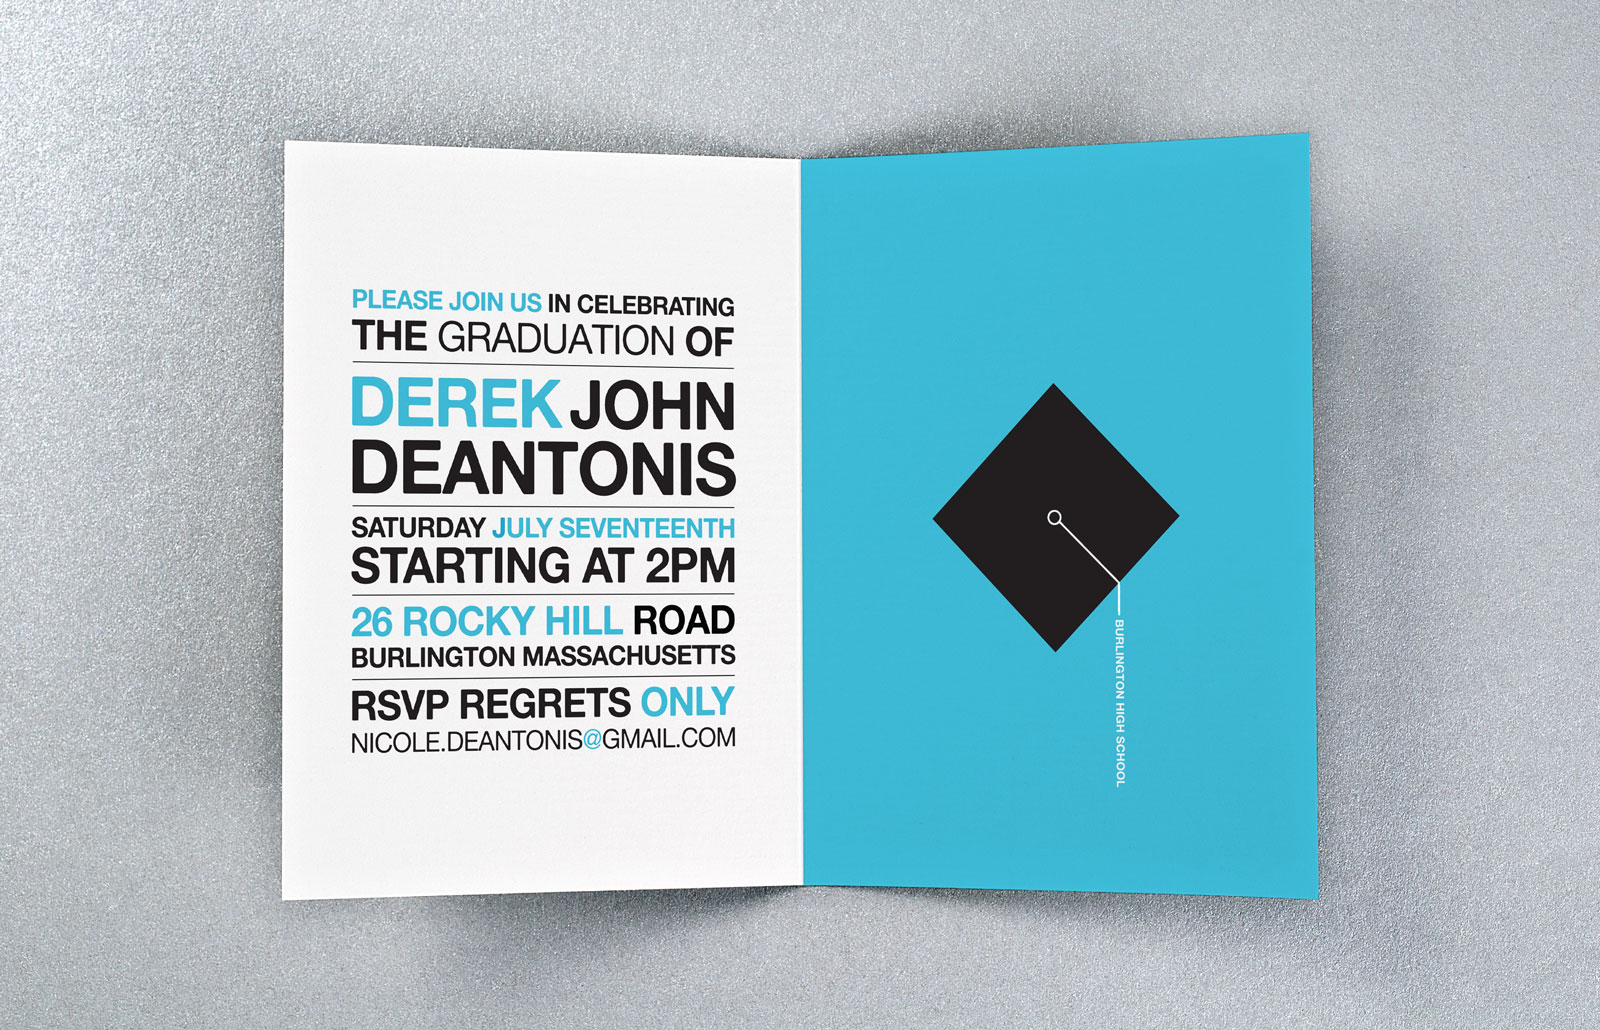 PLEASE JOIN US IN CELEBRATING
THE GRADUATION OF
DEREK JOHN
DEANTONIS
SATURDAY JULY SEVENTEENTH
STARTING AT 2PM
26 ROCKY HILL ROAD
BURLINGTON MASSACHUSETTS
RSVP REGRETS ONLY
NICOLE.DEANTONIS@GMAIL.COM
BURLINGTON HIGH SCHOOL